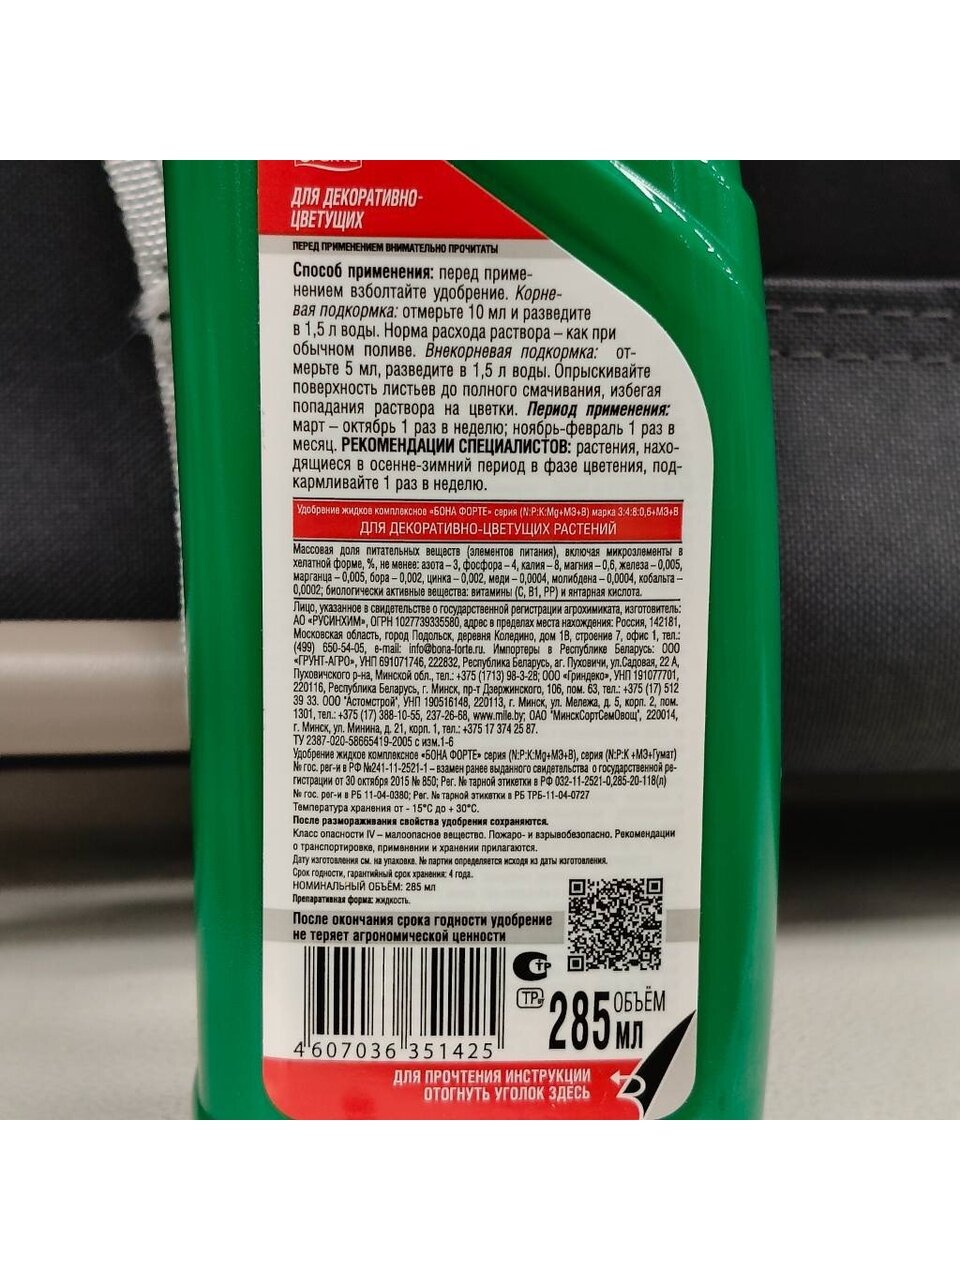 ДЛЯ ДЕКОРАТИВНО-
ЦВЕТУЩИХ
ПЕРЕД ПРИМЕНЕНИЕМ ВНИМАТЕЛЬНО ПРОЧИТАТЬ
Способ применения: перед приме-
нением взболтайте удобрение. Корне-
вая подкормка: отмерьте 10 мл и разведите
в 1,5 л воды. Норма расхода раствора – как при
обычном поливе. Внекорневая подкормка: от-
мерьте 5 мл, разведите в 1,5 л воды. Опрыскивайте
поверхность листьев до полного смачивания, избегая
попадания раствора на цветки. Период применения:
март – октябрь 1 раз в неделю; ноябрь-февраль 1 раз в
месяц. РЕКОМЕНДАЦИИ СПЕЦИАЛИСТОВ: растения, нахо-
дящиеся в осенне-зимний период в фазе цветения, под-
кармливайте 1 раз в неделю.
Удобрение жидкое комплексное «БОНА ФОРТЕ» серия (N:P:K:Mg+МЭ+В) марка 3:4:8:0,6+МЭ+В
ДЛЯ ДЕКОРАТИВНО-ЦВЕТУЩИХ РАСТЕНИЙ
Массовая доля питательных веществ (элементов питания), включая микроэлементы в
хелатной форме, %, не менее: азота – 3, фосфора – 4, калия – 8, магния – 0,6, железа – 0,005,
марганца – 0,005, бора – 0,002, цинка – 0,002, меди – 0,0004, молибдена – 0,0004, кобальта –
0,0002; биологически активные вещества: витамины (С, В1, РР) и янтарная кислота.
Лицо, указанное в свидетельстве о государственной регистрации агрохимиката, изготовитель:
АО «РУСИНХИМ», ОГРН 1027739335580, адрес в пределах места нахождения: Россия, 142181,
Московская область, город Подольск, деревня Коледино, дом 1В, строение 7, офис 1, тел.:
(499) 650-54-05, e-mail: info@bona-forte.ru. Импортеры в Республике Беларусь: ООО
«ГРУНТ-АГРО», УНП 691071746, 222832, Республика Беларусь, аг. Пуховичи, ул.Садовая, 22 А,
Пуховичского р-на, Минской обл., тел.: +375 (1713) 98-3-28; ООО «Гриндеко», УНП 191077701,
220116, Республика Беларусь, г. Минск, пр-т Дзержинского, 106, пом. 63, тел.: +375 (17) 512
39 33. ООО "Астомстрой", УНП 190516148, 220113, г. Минск, ул. Мележа, д. 5, корп. 2, пом.
1301, тел.: +375 (17) 388-10-55, 237-26-68, www.mile.by; ОАО "МинскСортСемОвощ", 220014,
г. Минск, ул. Минина, д. 21, корп. 1, тел.: +375 17 374 25 87.
ТУ 2387-020-58665419-2005 с изм.1-6
Удобрение жидкое комплексное «БОНА ФОРТЕ» серия (N:P:K:Mg+МЭ+В), серия (N:P:K +МЭ+Гумат)
№ гос. рег-и в РФ №241-11-2521-1 – взамен ранее выданного свидетельства о государственной ре-
гистрации от 30 октября 2015 № 850; Рег. № тарной этикетки в РФ 032-11-2521-0,285-20-118(л)
№ гос. рег-и в РБ 11-04-0380; Рег. № тарной этикетки в РБ ТРБ-11-04-0727
Температура хранения от - 15°С до + 30°С.
После размораживания свойства удобрения сохраняются.
Класс опасности IV – малоопасное вещество. Пожаро- и взрывобезопасно. Рекомендации
о транспортировке, применении и хранении прилагаются.
Дату изготовления см. на упаковке. № партии определяется исходя из даты изготовления.
Срок годности, гарантийный срок хранения: 4 года.
НОМИНАЛЬНЫЙ ОБЪЁМ: 285 мл
Препаративная форма: жидкость.
После окончания срока годности удобрение
не теряет агрономической ценности
4 607036 351425
ТР
ТР
285 ОБЪЁМ
МЛ
ДЛЯ ПРОЧТЕНИЯ ИНСТРУКЦИИ
ОТОГНУТЬ УГОЛОК ЗДЕСЬ